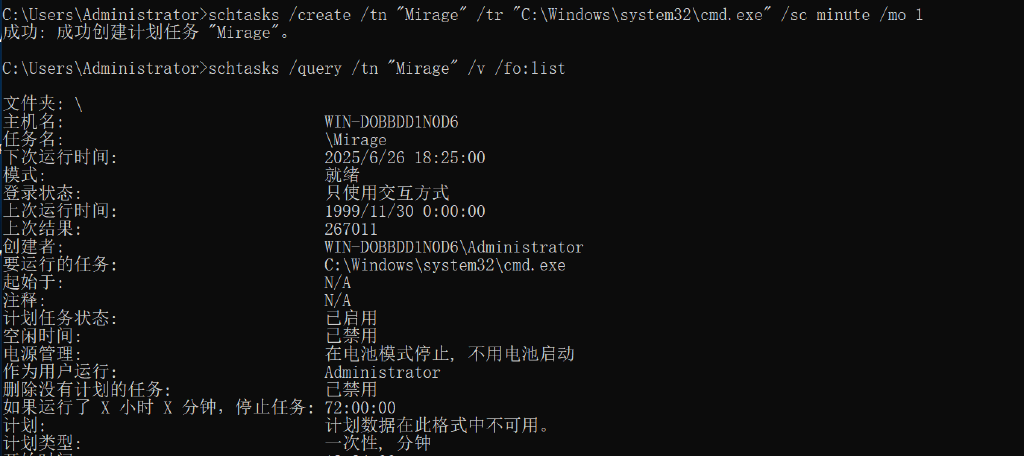 C:\Users\Administrator>schtasks /create /tn "Mirage" /tr "C:\Windows\system32\cmd.exe" /sc minute /mo 1
成功: 成功创建计划任务 "Mirage"。
C:\Users\Administrator>schtasks /query /tn "Mirage" /v /fo:list
文件夹: \
主机名: WIN-DOBBDD1NOD6
任务名: \Mirage
下次运行时间: 2025/6/26 18:25:00
模式: 就绪
登录状态: 只使用交互方式
上次运行时间: 1999/11/30 0:00:00
上次结果: 267011
创建者: WIN-DOBBDD1NOD6\Administrator
要运行的任务: C:\Windows\system32\cmd.exe
起始于: N/A
注释: N/A
计划任务状态: 已启用
空闲时间: 已禁用
电源管理: 在电池模式停止, 不用电池启动
作为用户运行: Administrator
删除没有计划的任务: 已禁用
如果运行了 X 小时 X 分钟，停止任务: 72:00:00
计划: 计划数据在此格式中不可用。
计划类型: 一次性, 分钟